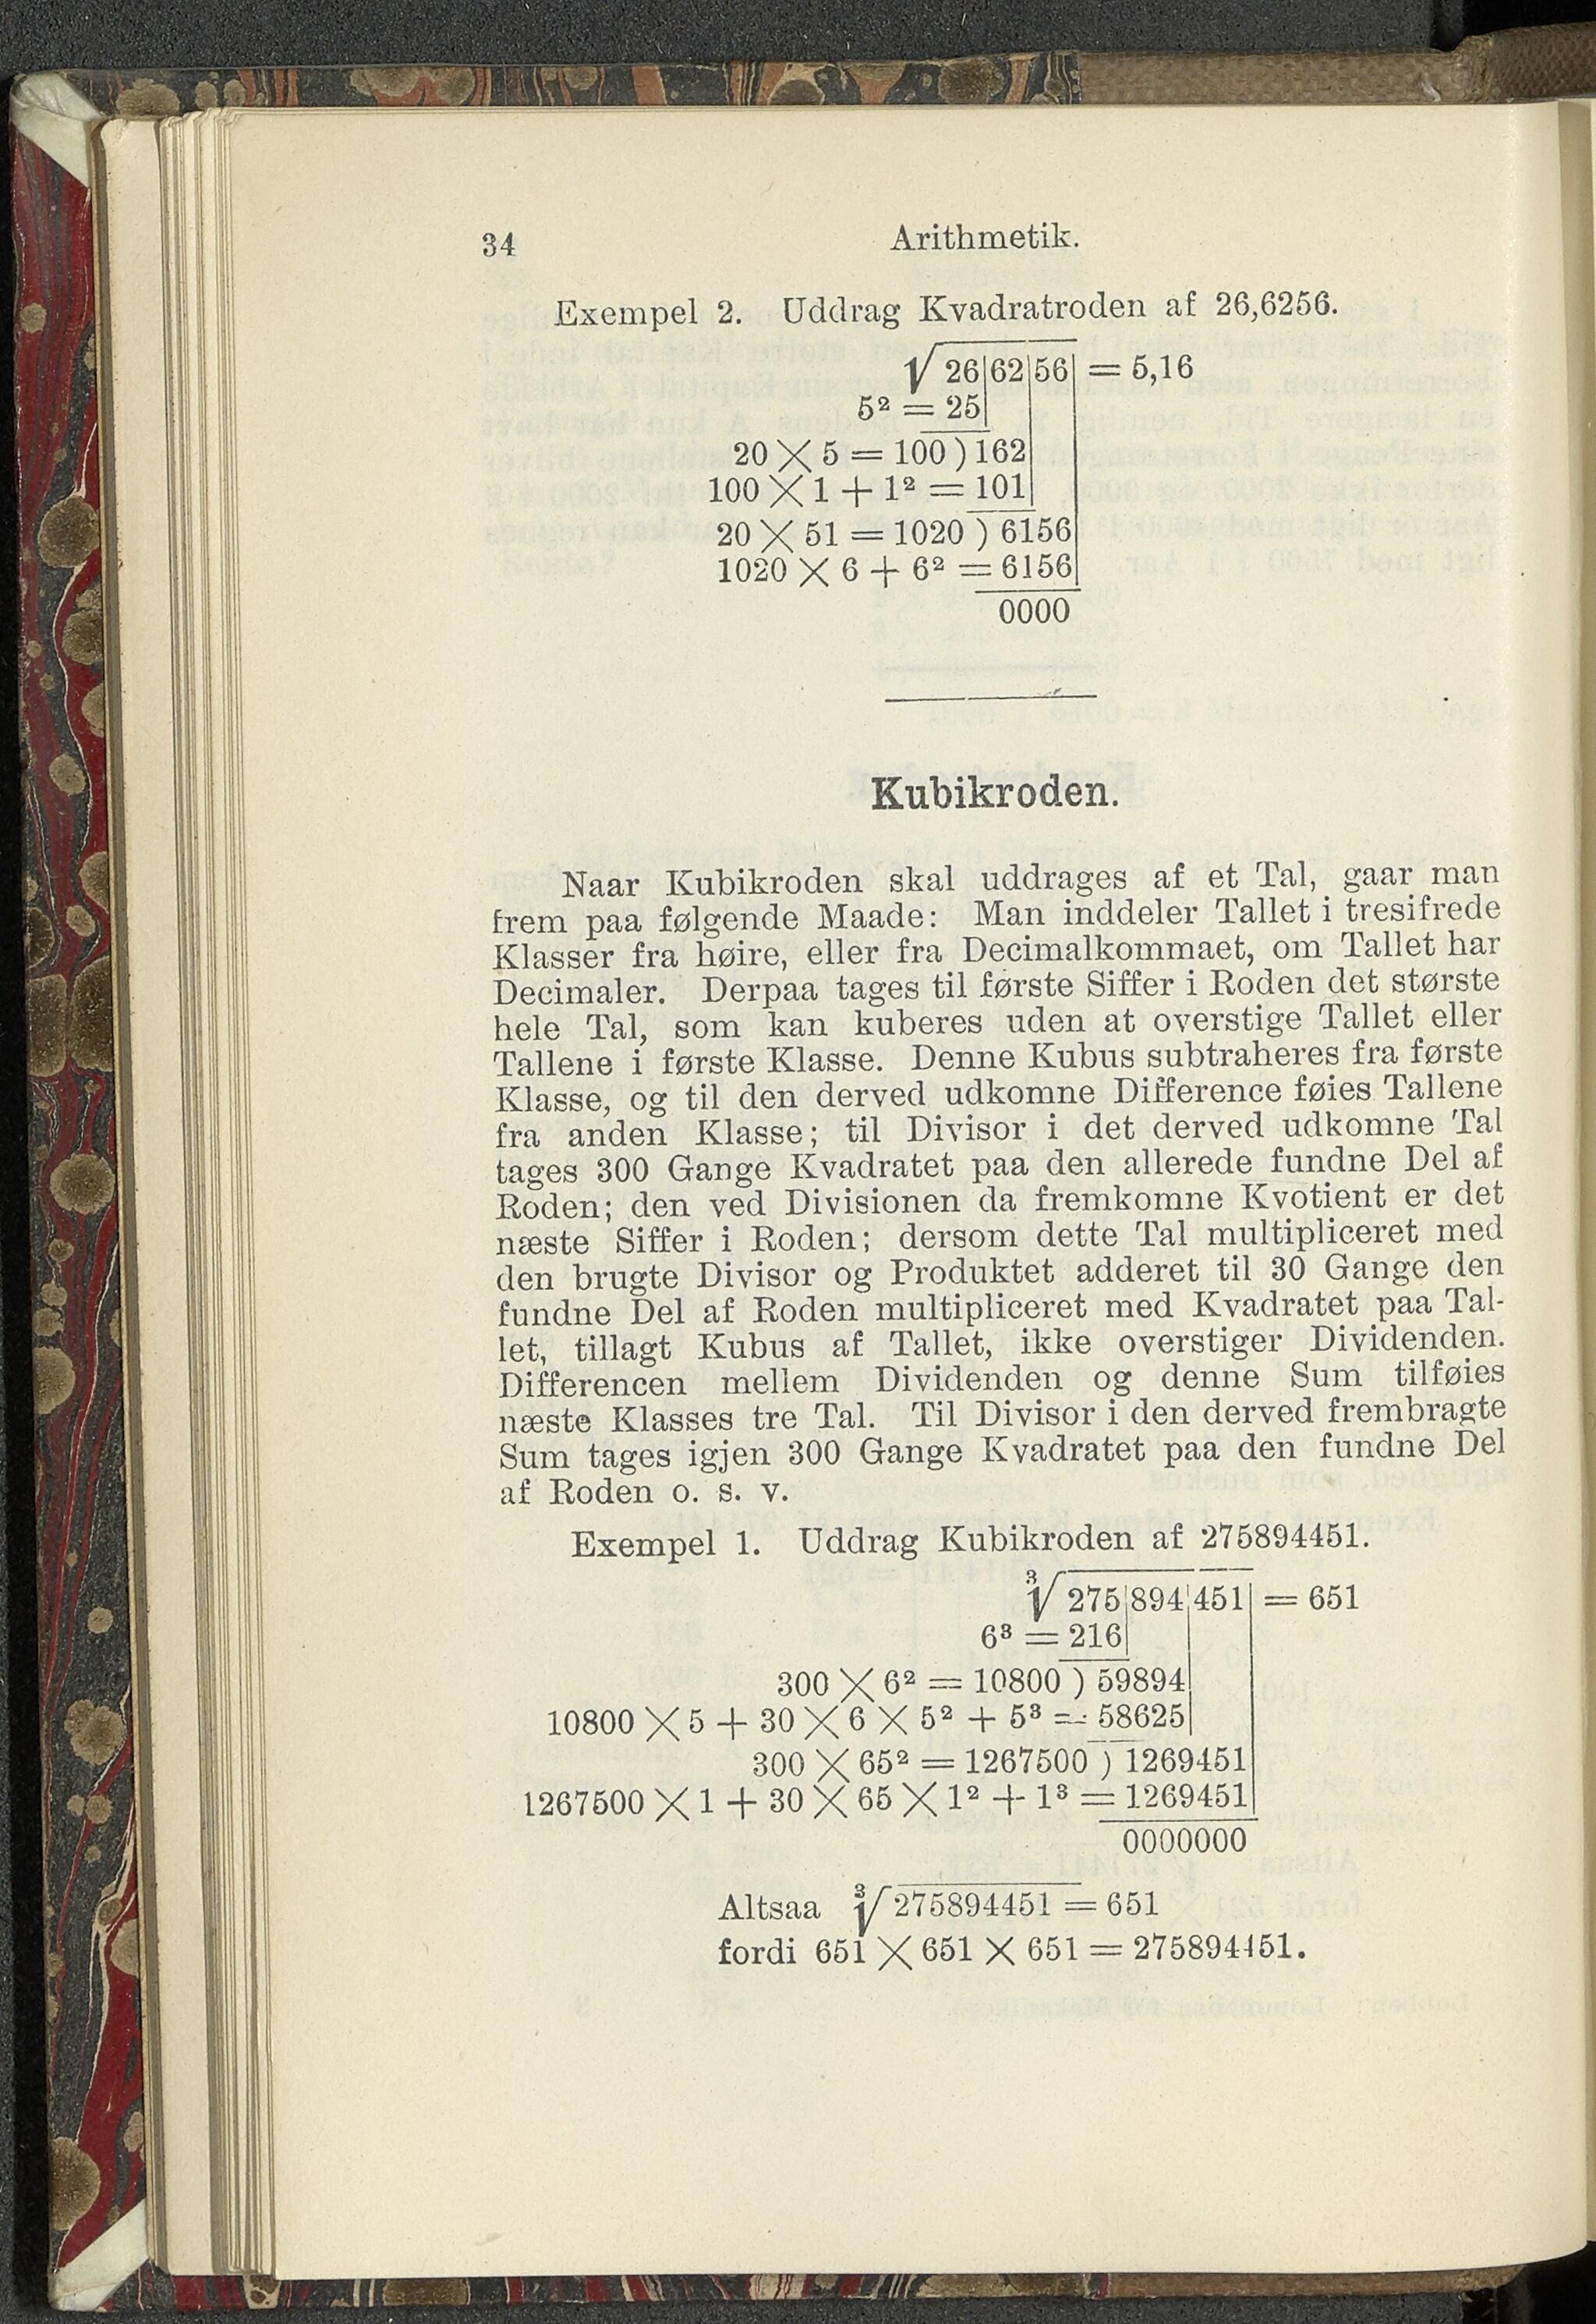 34
Arithmetik.
Exempel 2. Uddrag Kvadratroden af 26,6256.
√26|62|56| = 5,16
5² = 25|
20 × 5 = 100 ) 162|
100 × 1 + 1² = 101|
20 × 51 = 1020 ) 6156|
1020 × 6 + 6² = 6156|
0000
Kubikroden.
Naar Kubikroden skal uddrages af et Tal, gaar man
frem paa følgende Maade: Man inddeler Tallet i tresifrede
Klasser fra høire, eller fra Decimalkommaet, om Tallet har
Decimaler. Derpaa tages til første Siffer i Roden det største
hele Tal, som kan kuberes uden at overstige Tallet eller
Tallene i første Klasse. Denne Kubus subtraheres fra første
Klasse, og til den derved udkomne Difference føies Tallene
fra anden Klasse; til Divisor i det derved udkomne Tal
tages 300 Gange Kvadratet paa den allerede fundne Del af
Roden; den ved Divisionen da fremkomne Kvotient er det
næste Siffer i Roden; dersom dette Tal multipliceret med
den brugte Divisor og Produktet adderet til 30 Gange den
fundne Del af Roden multipliceret med Kvadratet paa Tal-
let, tillagt Kubus af Tallet, ikke overstiger Dividenden.
Differencen mellem Dividenden og denne Sum tilføies
næste Klasses tre Tal. Til Divisor i den derved frembragte
Sum tages igjen 300 Gange Kvadratet paa den fundne Del
af Roden o. s. v.
Exempel 1. Uddrag Kubikroden af 275894451.
∛275|894|451| = 651
6³ = 216|
300 × 6² = 10800 ) 59894|
10800 × 5 + 30 × 6 × 5² + 5³ = 58625|
300 × 65² = 1267500 ) 1269451|
1267500 × 1 + 30 × 65 × 1² + 1³ = 1269451|
0000000
Altsaa ∛275894451 = 651
fordi 651 × 651 × 651 = 275894451.